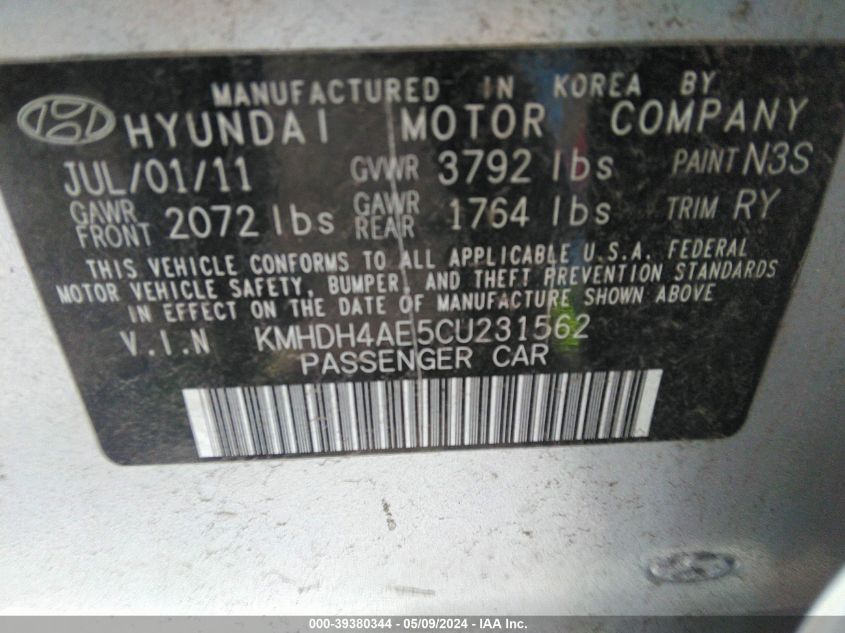 MANUFACTURED IN KOREA BY
HYUNDAI MOTOR COMPANY
JUL/01/11 GVWR 3792 lbs PAINT N3S
GAWR FRONT 2072 lbs GAWR REAR 1764 lbs TRIM RY
THIS VEHICLE CONFORMS TO ALL APPLICABLE U.S.A. FEDERAL
MOTOR VEHICLE SAFETY, BUMPER, AND THEFT PREVENTION STANDARDS
IN EFFECT ON THE DATE OF MANUFACTURE SHOWN ABOVE
V.I.N KMHDH4AE5CU231562
PASSENGER CAR
000-39380344 - 05/09/2024 - IAA Inc.